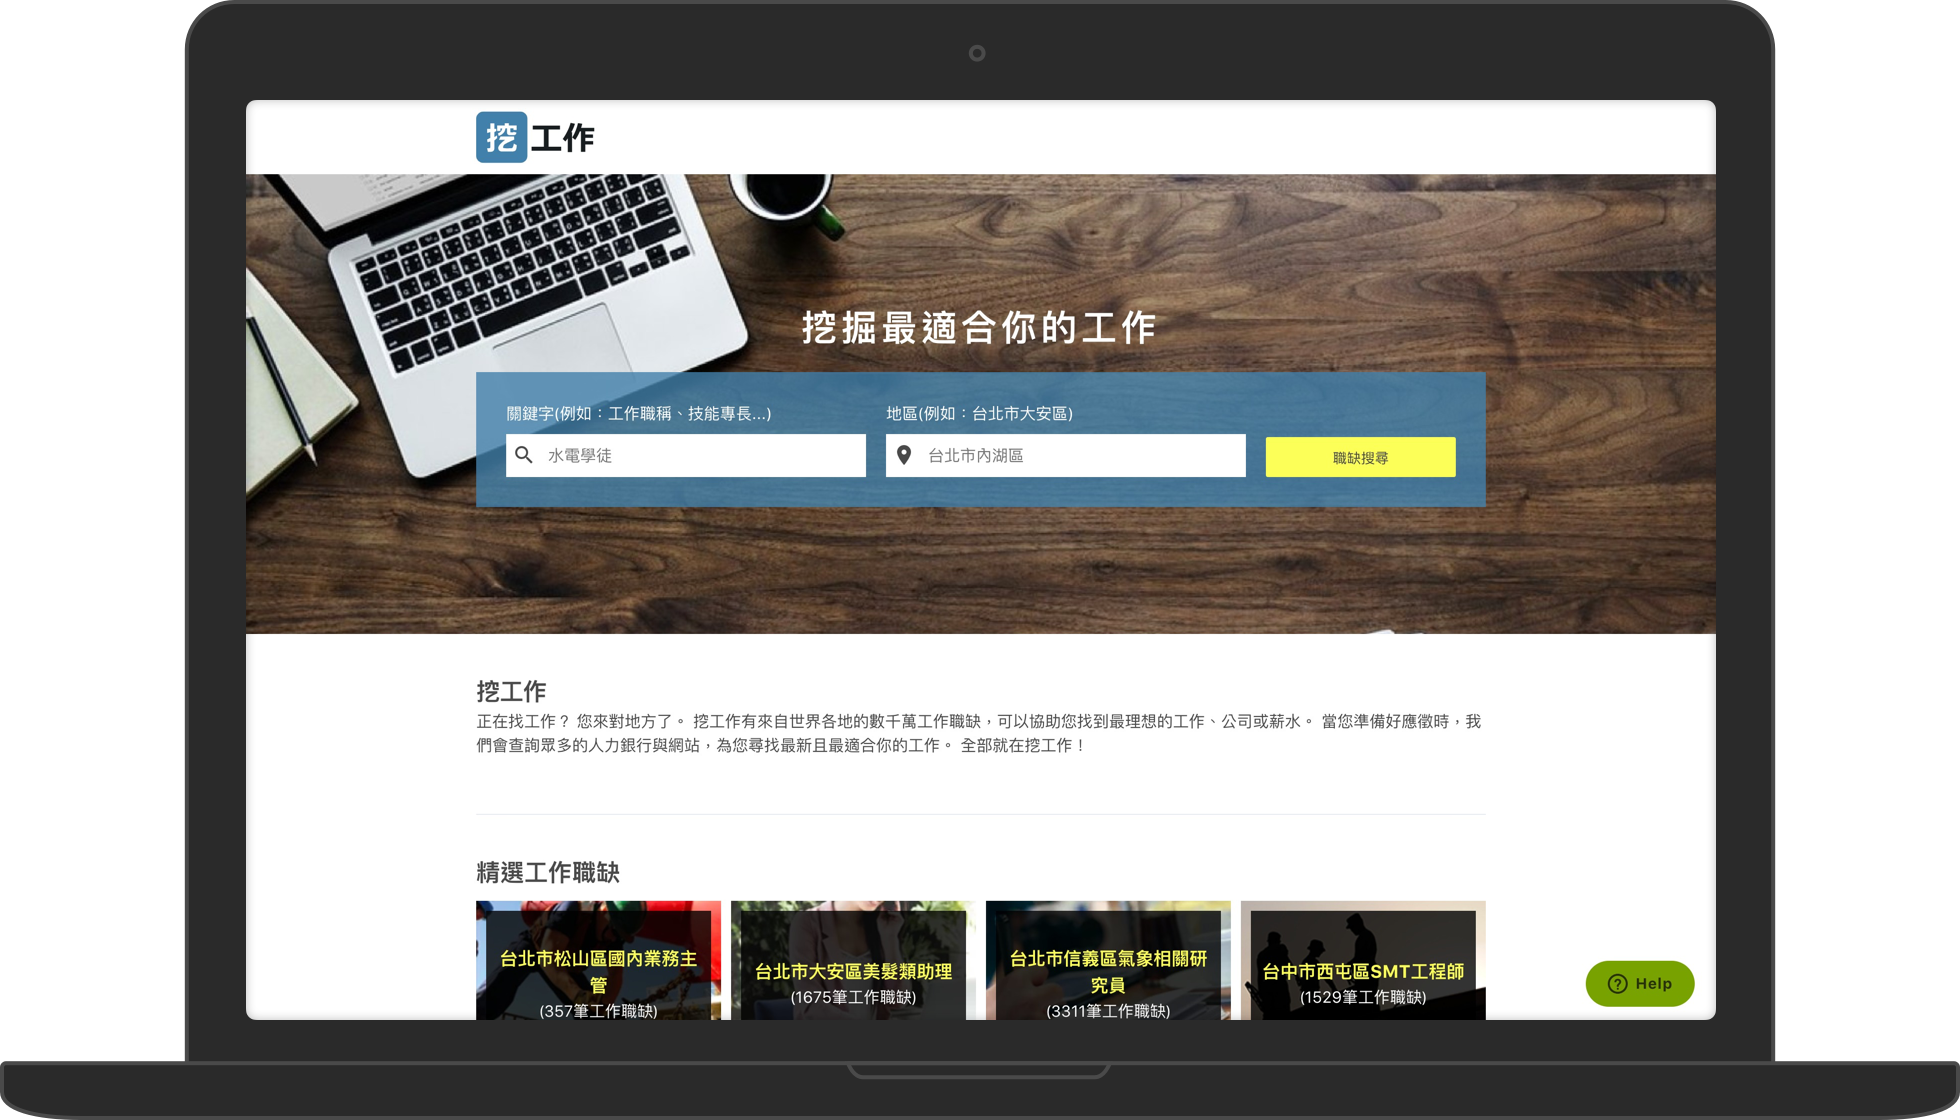 挖工作
挖掘最適合你的工作
關鍵字(例如：工作職稱、技能專長...)
地區(例如：台北市大安區)
水電學徒
台北市內湖區
職缺搜尋
挖工作
正在找工作？ 您來對地方了。 挖工作有來自世界各地的數千萬工作職缺，可以協助您找到最理想的工作、公司或薪水。 當您準備好應徵時，我
們會查詢眾多的人力銀行與網站，為您尋找最新且最適合你的工作。 全部就在挖工作！
精選工作職缺
台北市松山區國內業務主
管
(357筆工作職缺)
台北市大安區美髮類助理
(1675筆工作職缺)
台北市信義區氣象相關研
究員
(3311筆工作職缺)
台中市西屯區SMT工程師
(1529筆工作職缺)
Help